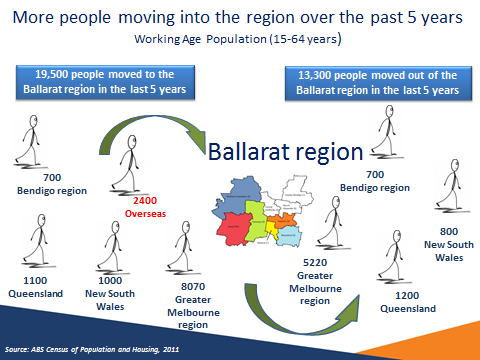 More people moving into the region over the past 5 years
Working Age Population (15-64 years)
19,500 people moved to the
Ballarat region in the last 5 years
13,300 people moved out of the
Ballarat region in the last 5 years
Ballarat region
700
Bendigo region
2400
Overseas
700
Bendigo region
800
New South
Wales
1100
Queensland
1000
New South
Wales
8070
Greater
Melbourne
region
5220
Greater
Melbourne
region
1200
Queensland
Source: ABS Census of Population and Housing, 2011